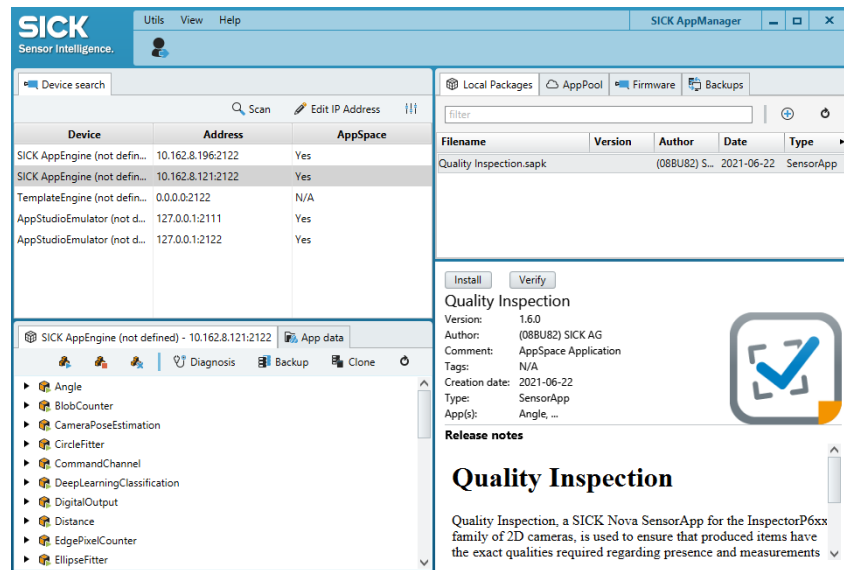 SICK
Sensor Intelligence.
Utils View Help
SICK AppManager
Device search
Scan Edit IP Address
Device Address AppSpace
SICK AppEngine (not defin... 10.162.8.196:2122 Yes
SICK AppEngine (not defin... 10.162.8.121:2122 Yes
TemplateEngine (not defin... 0.0.0.0:2122 N/A
AppStudioEmulator (not d... 127.0.0.1:2111 Yes
AppStudioEmulator (not d... 127.0.0.1:2122 Yes
SICK AppEngine (not defined) - 10.162.8.121:2122 App data
Diagnosis Backup Clone
Angle
BlobCounter
CameraPoseEstimation
CircleFitter
CommandChannel
DeepLearningClassification
DigitalOutput
Distance
EdgePixelCounter
EllipseFitter
Local Packages AppPool Firmware Backups
filter
Filename Version Author Date Type
Quality Inspection.sapk (08BU82) S... 2021-06-22 SensorApp
Install Verify
Quality Inspection
Version: 1.6.0
Author: (08BU82) SICK AG
Comment: AppSpace Application
Tags: N/A
Creation date: 2021-06-22
Type: SensorApp
App(s): Angle, ...
Release notes
Quality Inspection
Quality Inspection, a SICK Nova SensorApp for the InspectorP6xx
family of 2D cameras, is used to ensure that produced items have
the exact qualities required regarding presence and measurements